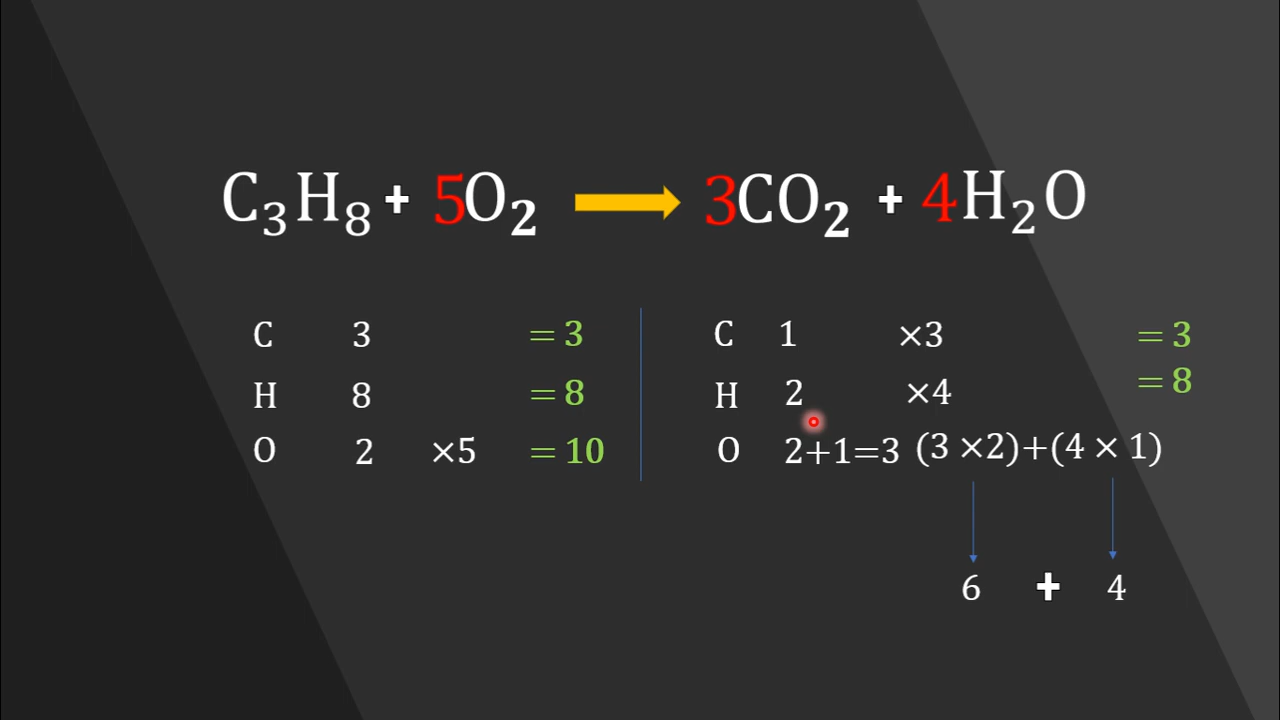 C₃H₈ + 5O₂ 3CO₂ + 4H₂O
C 3 = 3 C 1 ×3 = 3
H 8 = 8 H 2 ×4 = 8
O 2 ×5 = 10 O 2+1=3 (3 ×2)+(4 × 1)
6 + 4